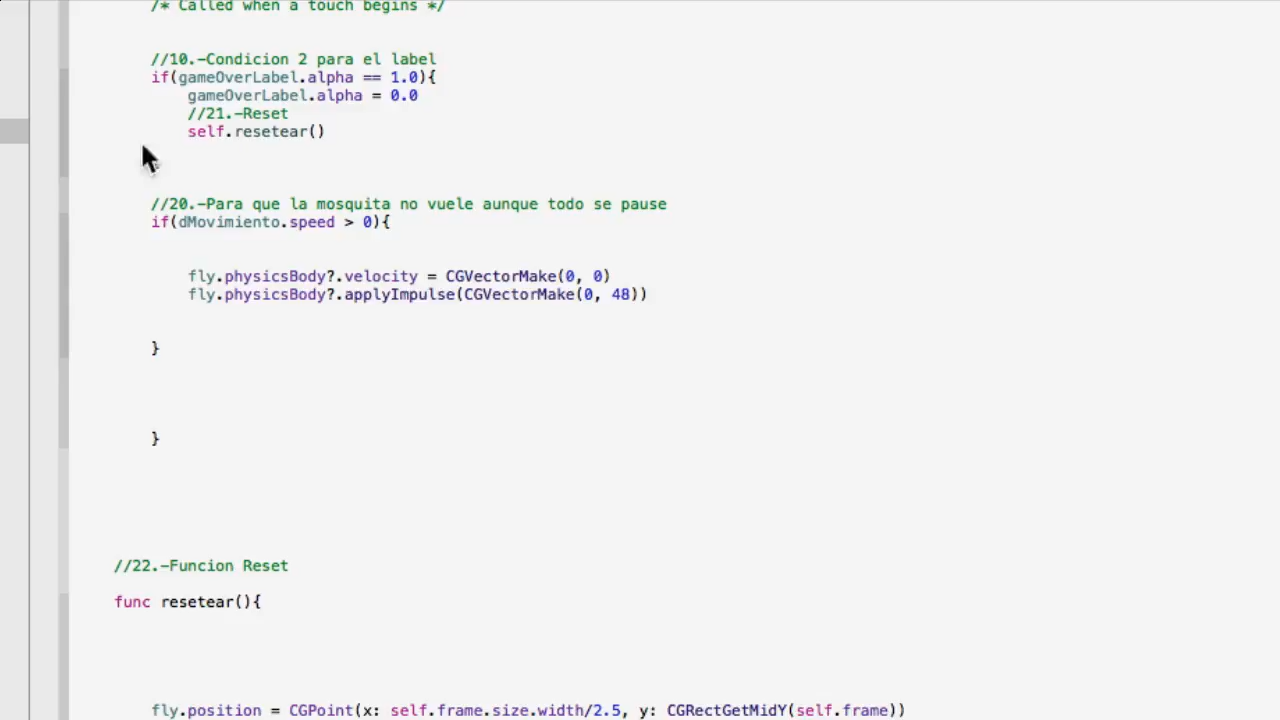 /* Called when a touch begins */
//10.-Condicion 2 para el label
if(gameOverLabel.alpha == 1.0){
gameOverLabel.alpha = 0.0
//21.-Reset
self.resetear()
//20.-Para que la mosquita no vuele aunque todo se pause
if(dMovimiento.speed > 0){
fly.physicsBody?.velocity = CGVectorMake(0, 0)
fly.physicsBody?.applyImpulse(CGVectorMake(0, 48))
}
}
//22.-Funcion Reset
func resetear(){
fly.position = CGPoint(x: self.frame.size.width/2.5, y: CGRectGetMidY(self.frame))